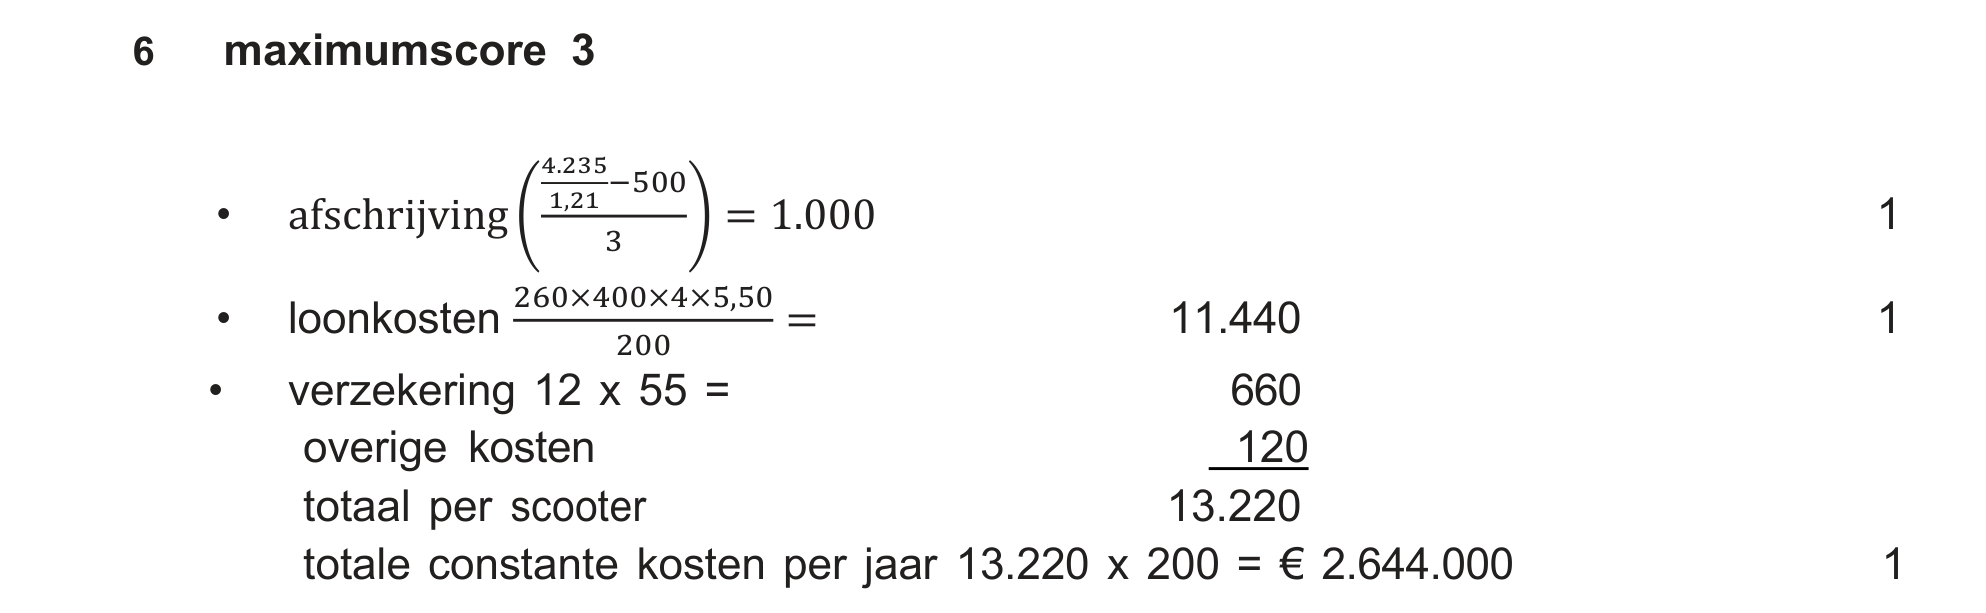 6 maximumscore 3
• afschrijving ((4.235/1,21 − 500)/3) = 1.000 1
• loonkosten (260×400×4×5,50)/200 = 11.440 1
• verzekering 12 x 55 = 660
overige kosten 120
totaal per scooter 13.220
totale constante kosten per jaar 13.220 x 200 = € 2.644.000 1